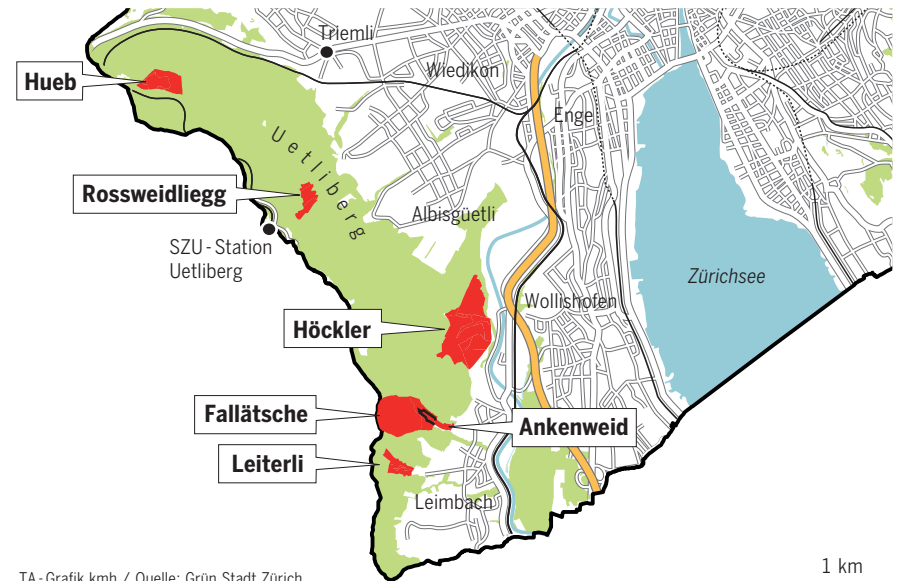 Triemli
Hueb
Wiedikon
Enge
Uetliberg
Rossweidliegg
Albisgüetli
SZU-Station
Uetliberg
Zürichsee
Wollishofen
Höckler
Fallätsche
Ankenweid
Leiterli
Leimbach
1 km
TA-Grafik kmh / Quelle: Grün Stadt Zürich